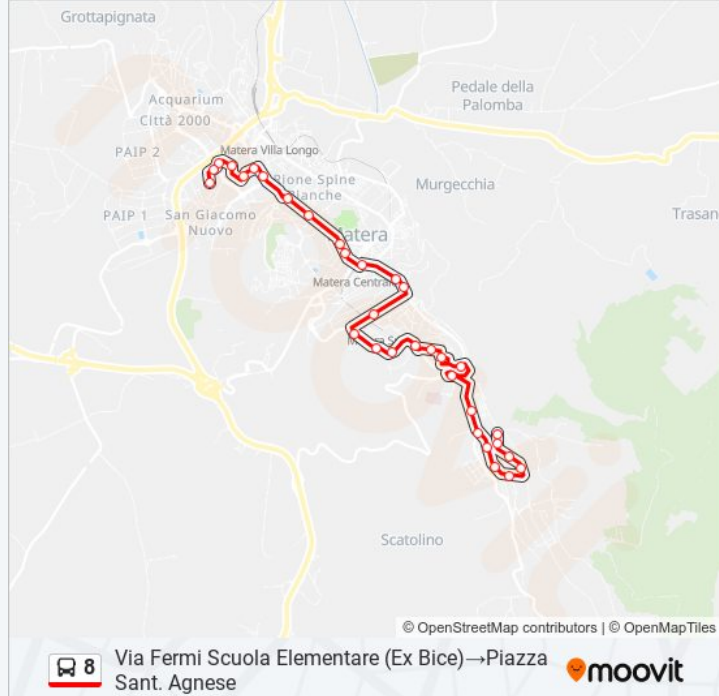 Grottapignata
Acquarium
Città 2000
Pedale della
Palomba
PAIP 2
Matera Villa Longo
Rione Spine
Bianche
Murgecchia
PAIP 1
San Giacomo
Nuovo
Trasan
Matera
Matera Centrale
Matera S
Scatolino
© OpenStreetMap contributors | © OpenMapTiles
8
Via Fermi Scuola Elementare (Ex Bice)→Piazza
Sant. Agnese
moovit